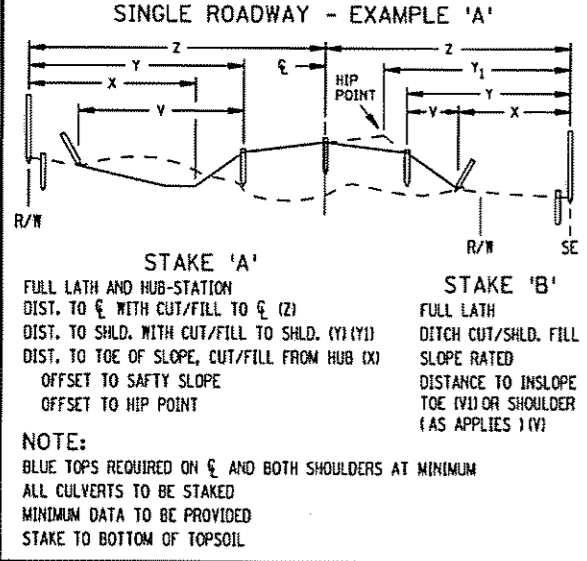 SINGLE ROADWAY - EXAMPLE 'A'
Z
Z
Y
℄
Y1
X
HIP
POINT
Y
V
V
X
R/W
R/W
SE
STAKE 'A'
FULL LATH AND HUB-STATION
DIST. TO ℄ WITH CUT/FILL TO ℄ (Z)
DIST. TO SHLD. WITH CUT/FILL TO SHLD. (Y)(Y1)
DIST. TO TOE OF SLOPE, CUT/FILL FROM HUB (X)
OFFSET TO SAFTY SLOPE
OFFSET TO HIP POINT
STAKE 'B'
FULL LATH
DITCH CUT/SHLD. FILL
SLOPE RATED
DISTANCE TO INSLOPE
TOE (V1) OR SHOULDER
(AS APPLIES )(V)
NOTE:
BLUE TOPS REQUIRED ON ℄ AND BOTH SHOULDERS AT MINIMUM
ALL CULVERTS TO BE STAKED
MINIMUM DATA TO BE PROVIDED
STAKE TO BOTTOM OF TOPSOIL